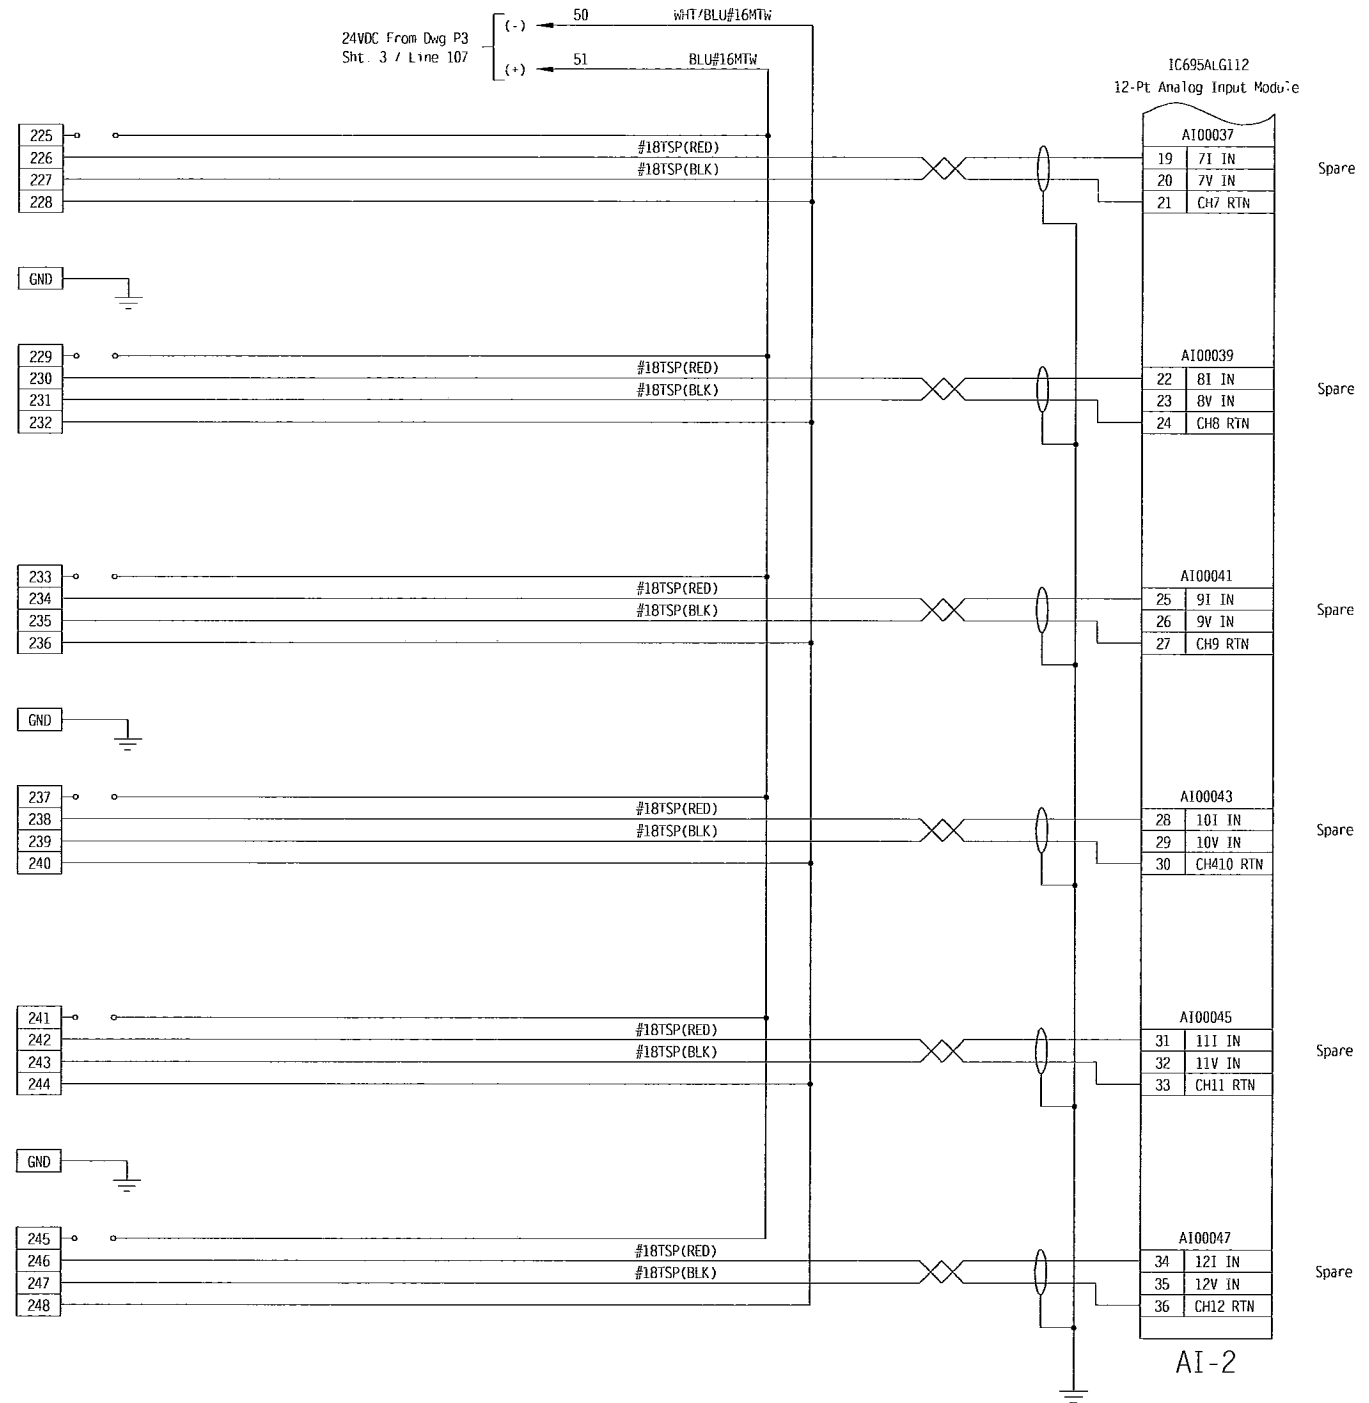 50 WHT/BLU#16MTW
(-)
24VDC From Dwg P3
Sht. 3 / Line 107
51 BLU#16MTW
(+)
IC695ALG112
12-Pt Analog Input Module
225 AI00037
226 #18TSP(RED) 19 7I IN
227 #18TSP(BLK) 20 7V IN Spare
228 21 CH7 RTN
GND
229 AI00039
230 #18TSP(RED) 22 8I IN
231 #18TSP(BLK) 23 8V IN Spare
232 24 CH8 RTN
233 AI00041
234 #18TSP(RED) 25 9I IN
235 #18TSP(BLK) 26 9V IN Spare
236 27 CH9 RTN
GND
237 AI00043
238 #18TSP(RED) 28 10I IN
239 #18TSP(BLK) 29 10V IN Spare
240 30 CH410 RTN
241 AI00045
242 #18TSP(RED) 31 11I IN
243 #18TSP(BLK) 32 11V IN Spare
244 33 CH11 RTN
GND
245 AI00047
246 #18TSP(RED) 34 12I IN
247 #18TSP(BLK) 35 12V IN Spare
248 36 CH12 RTN
AI-2